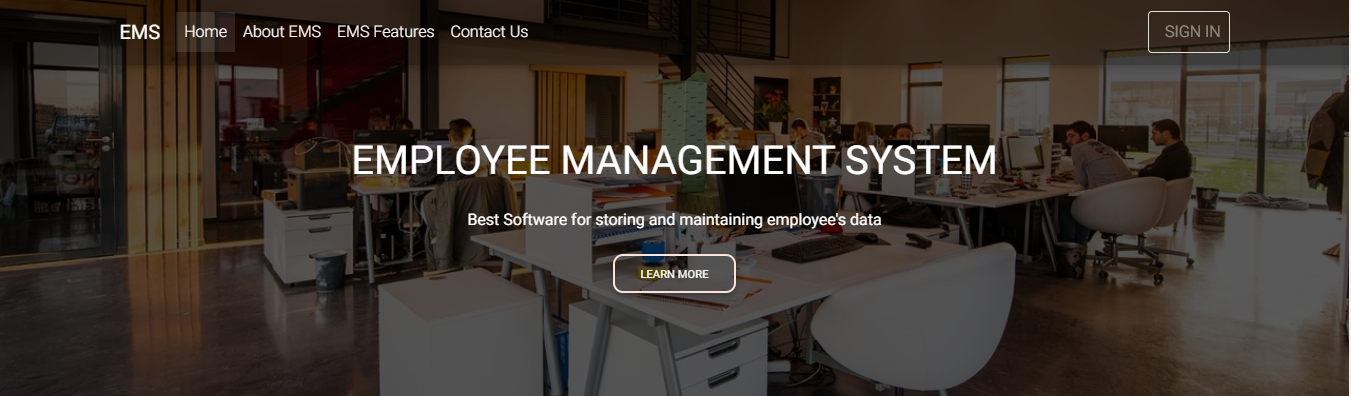 EMS Home About EMS EMS Features Contact Us SIGN IN
EMPLOYEE MANAGEMENT SYSTEM
Best Software for storing and maintaining employee's data
LEARN MORE